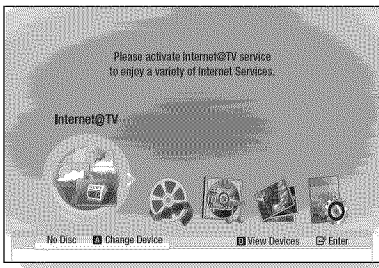 Please activate Internet@TV service
to enjoy a variety of Internet Services.
Internet@TV
No Disc A Change Device D View Devices Enter